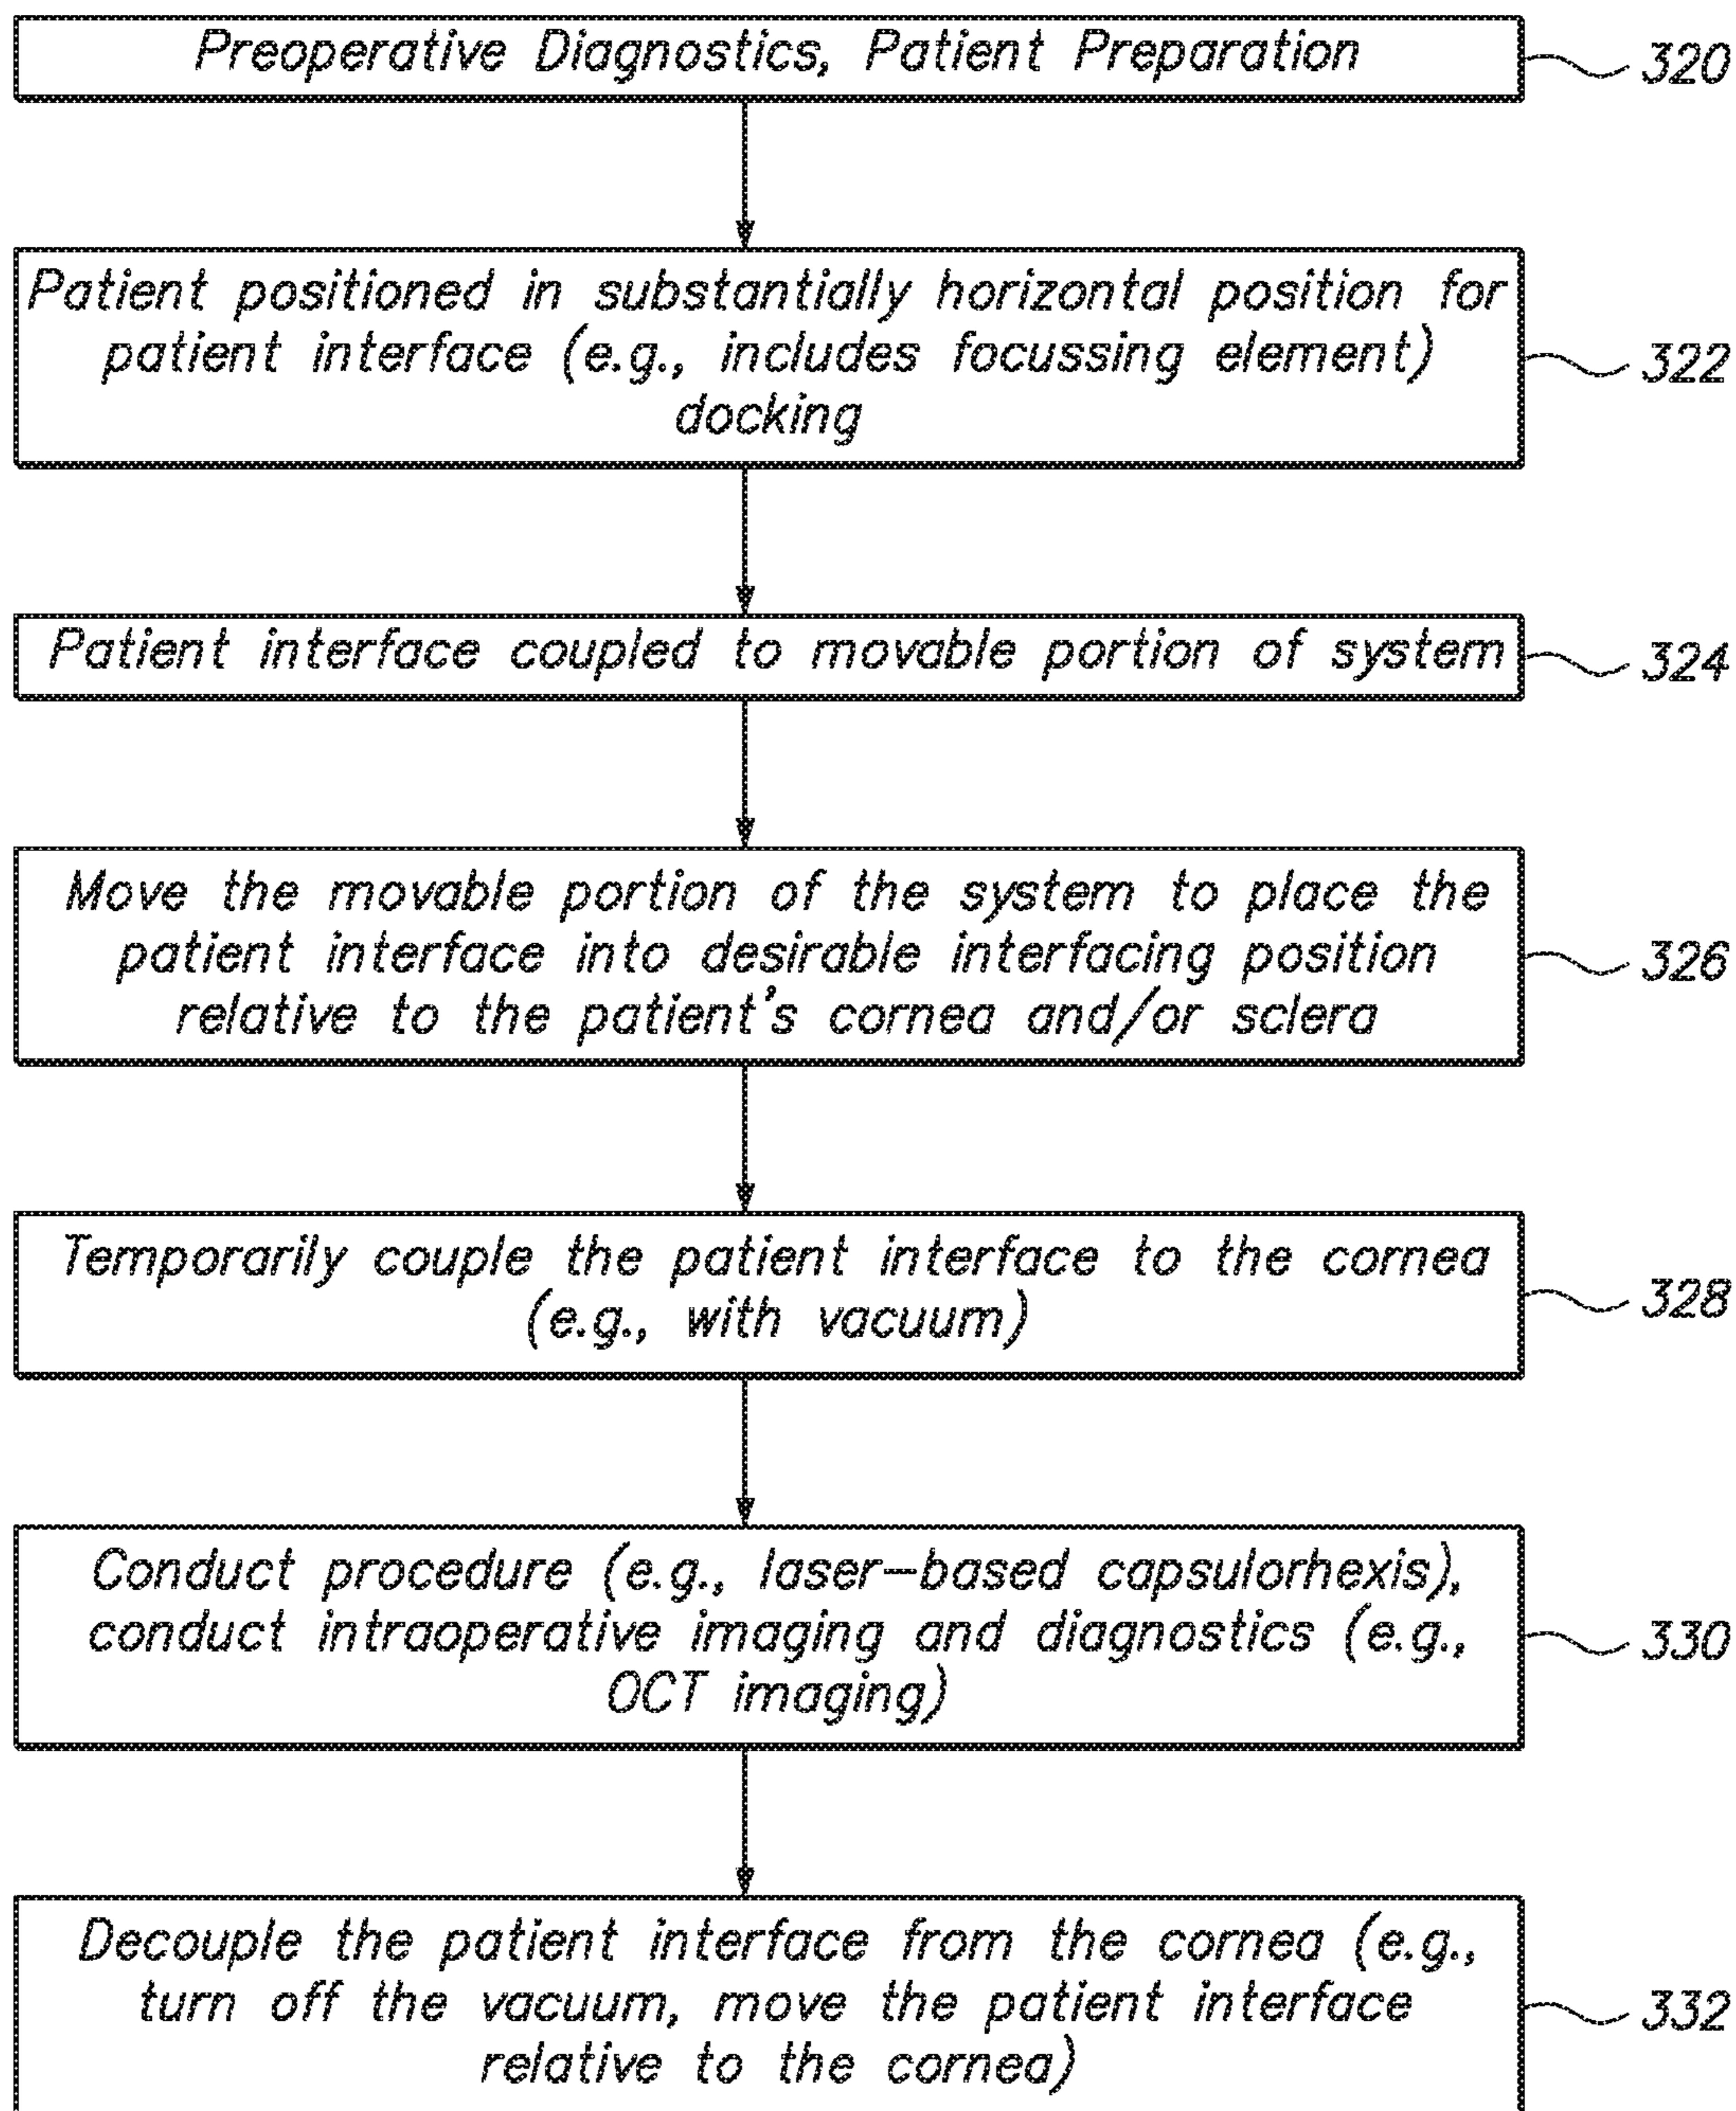 Preoperative Diagnostics, Patient Preparation
320
Patient positioned in substantially horizontal position for
patient interface (e.g., includes focussing element)
docking
322
Patient interface coupled to movable portion of system
324
Move the movable portion of the system to place the
patient interface into desirable interfacing position
relative to the patient's cornea and/or sclera
326
Temporarily couple the patient interface to the cornea
(e.g., with vacuum)
328
Conduct procedure (e.g., laser-based capsulorhexis),
conduct intraoperative imaging and diagnostics (e.g.,
OCT imaging)
330
Decouple the patient interface from the cornea (e.g.,
turn off the vacuum, move the patient interface
relative to the cornea)
332